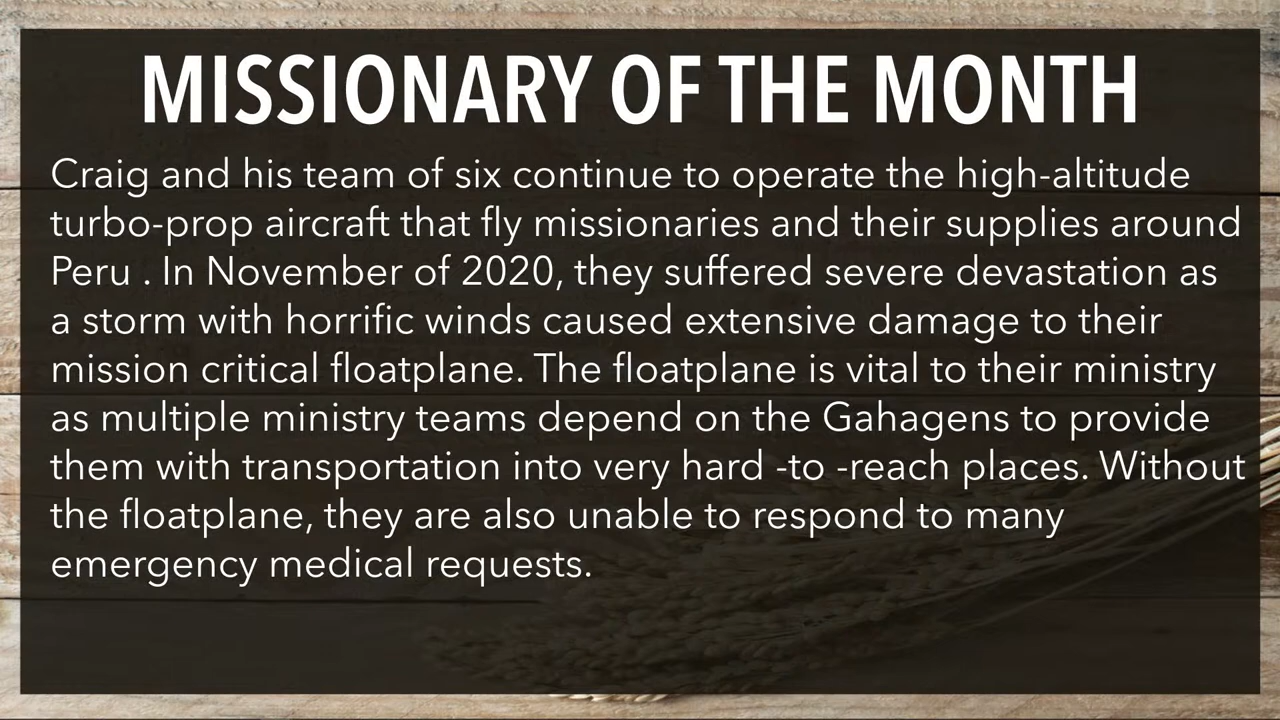 MISSIONARY OF THE MONTH
Craig and his team of six continue to operate the high-altitude
turbo-prop aircraft that fly missionaries and their supplies around
Peru . In November of 2020, they suffered severe devastation as
a storm with horrific winds caused extensive damage to their
mission critical floatplane. The floatplane is vital to their ministry
as multiple ministry teams depend on the Gahagens to provide
them with transportation into very hard -to -reach places. Without
the floatplane, they are also unable to respond to many
emergency medical requests.